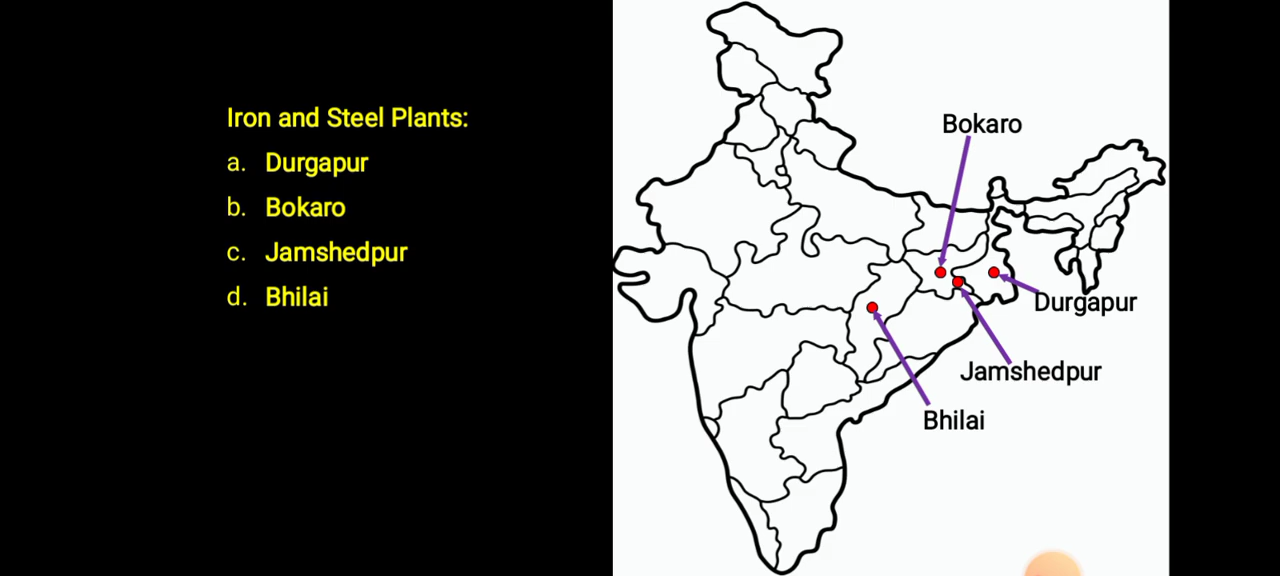 Iron and Steel Plants:
a. Durgapur
b. Bokaro
c. Jamshedpur
d. Bhilai
Bokaro
Durgapur
Jamshedpur
Bhilai